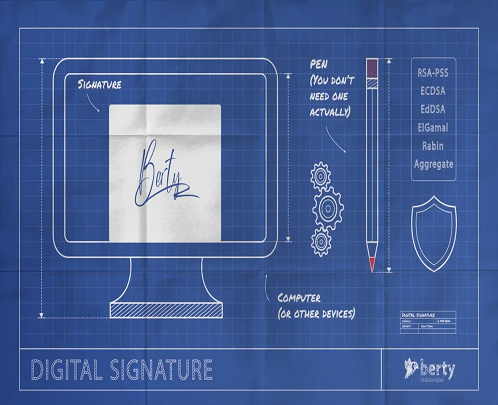 Signature
Berty
Pen
(You don't
need one
actually)
RSA-PSS
ECDSA
EdDSA
ElGamal
Rabin
Aggregate
Computer
(or other devices)
Digital Signature
DIGITAL SIGNATURE
berty